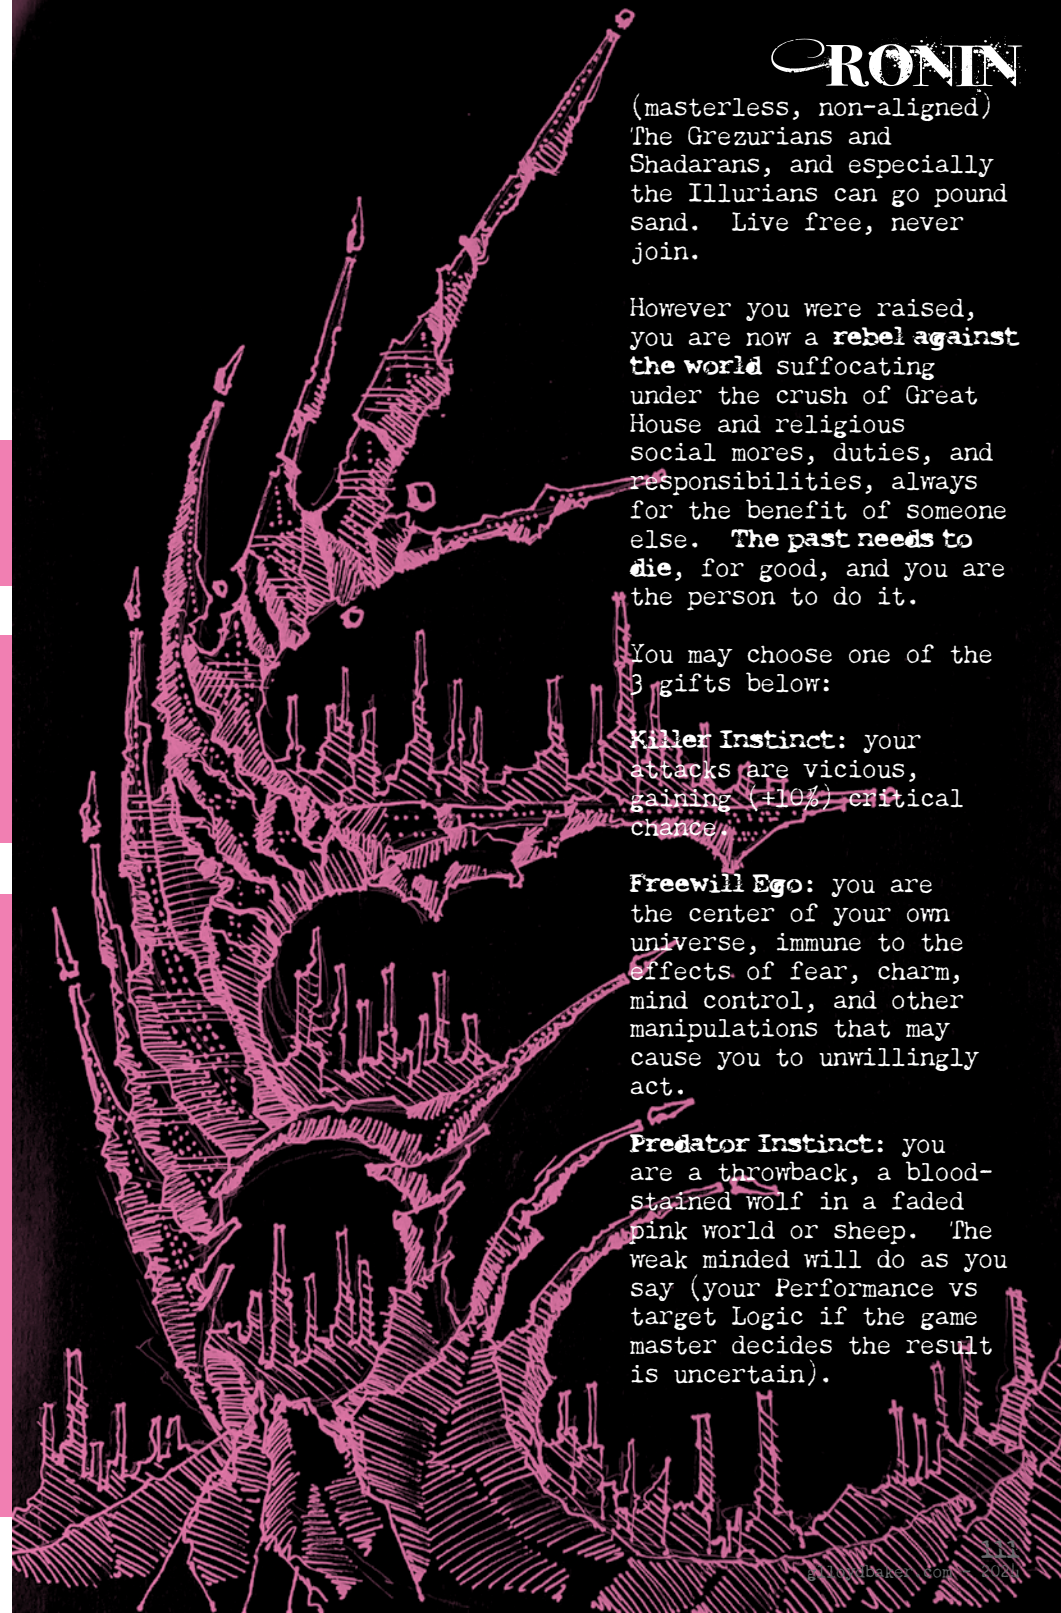 RONIN
(masterless, non-aligned)
The Grezurians and
Shadarans, and especially
the Illurians can go pound
sand.  Live free, never
join.
However you were raised,
you are now a rebel against
the world suffocating
under the crush of Great
House and religious
social mores, duties, and
responsibilities, always
for the benefit of someone
else.  The past needs to
die, for good, and you are
the person to do it.
You may choose one of the
3 gifts below:
Killer Instinct: your
attacks are vicious,
gaining (+10%) critical
chance.
Freewill Ego: you are
the center of your own
universe, immune to the
effects of fear, charm,
mind control, and other
manipulations that may
cause you to unwillingly
act.
Predator Instinct: you
are a throwback, a blood-
stained wolf in a faded
pink world or sheep.  The
weak minded will do as you
say (your Performance vs
target Logic if the game
master decides the result
is uncertain).
111